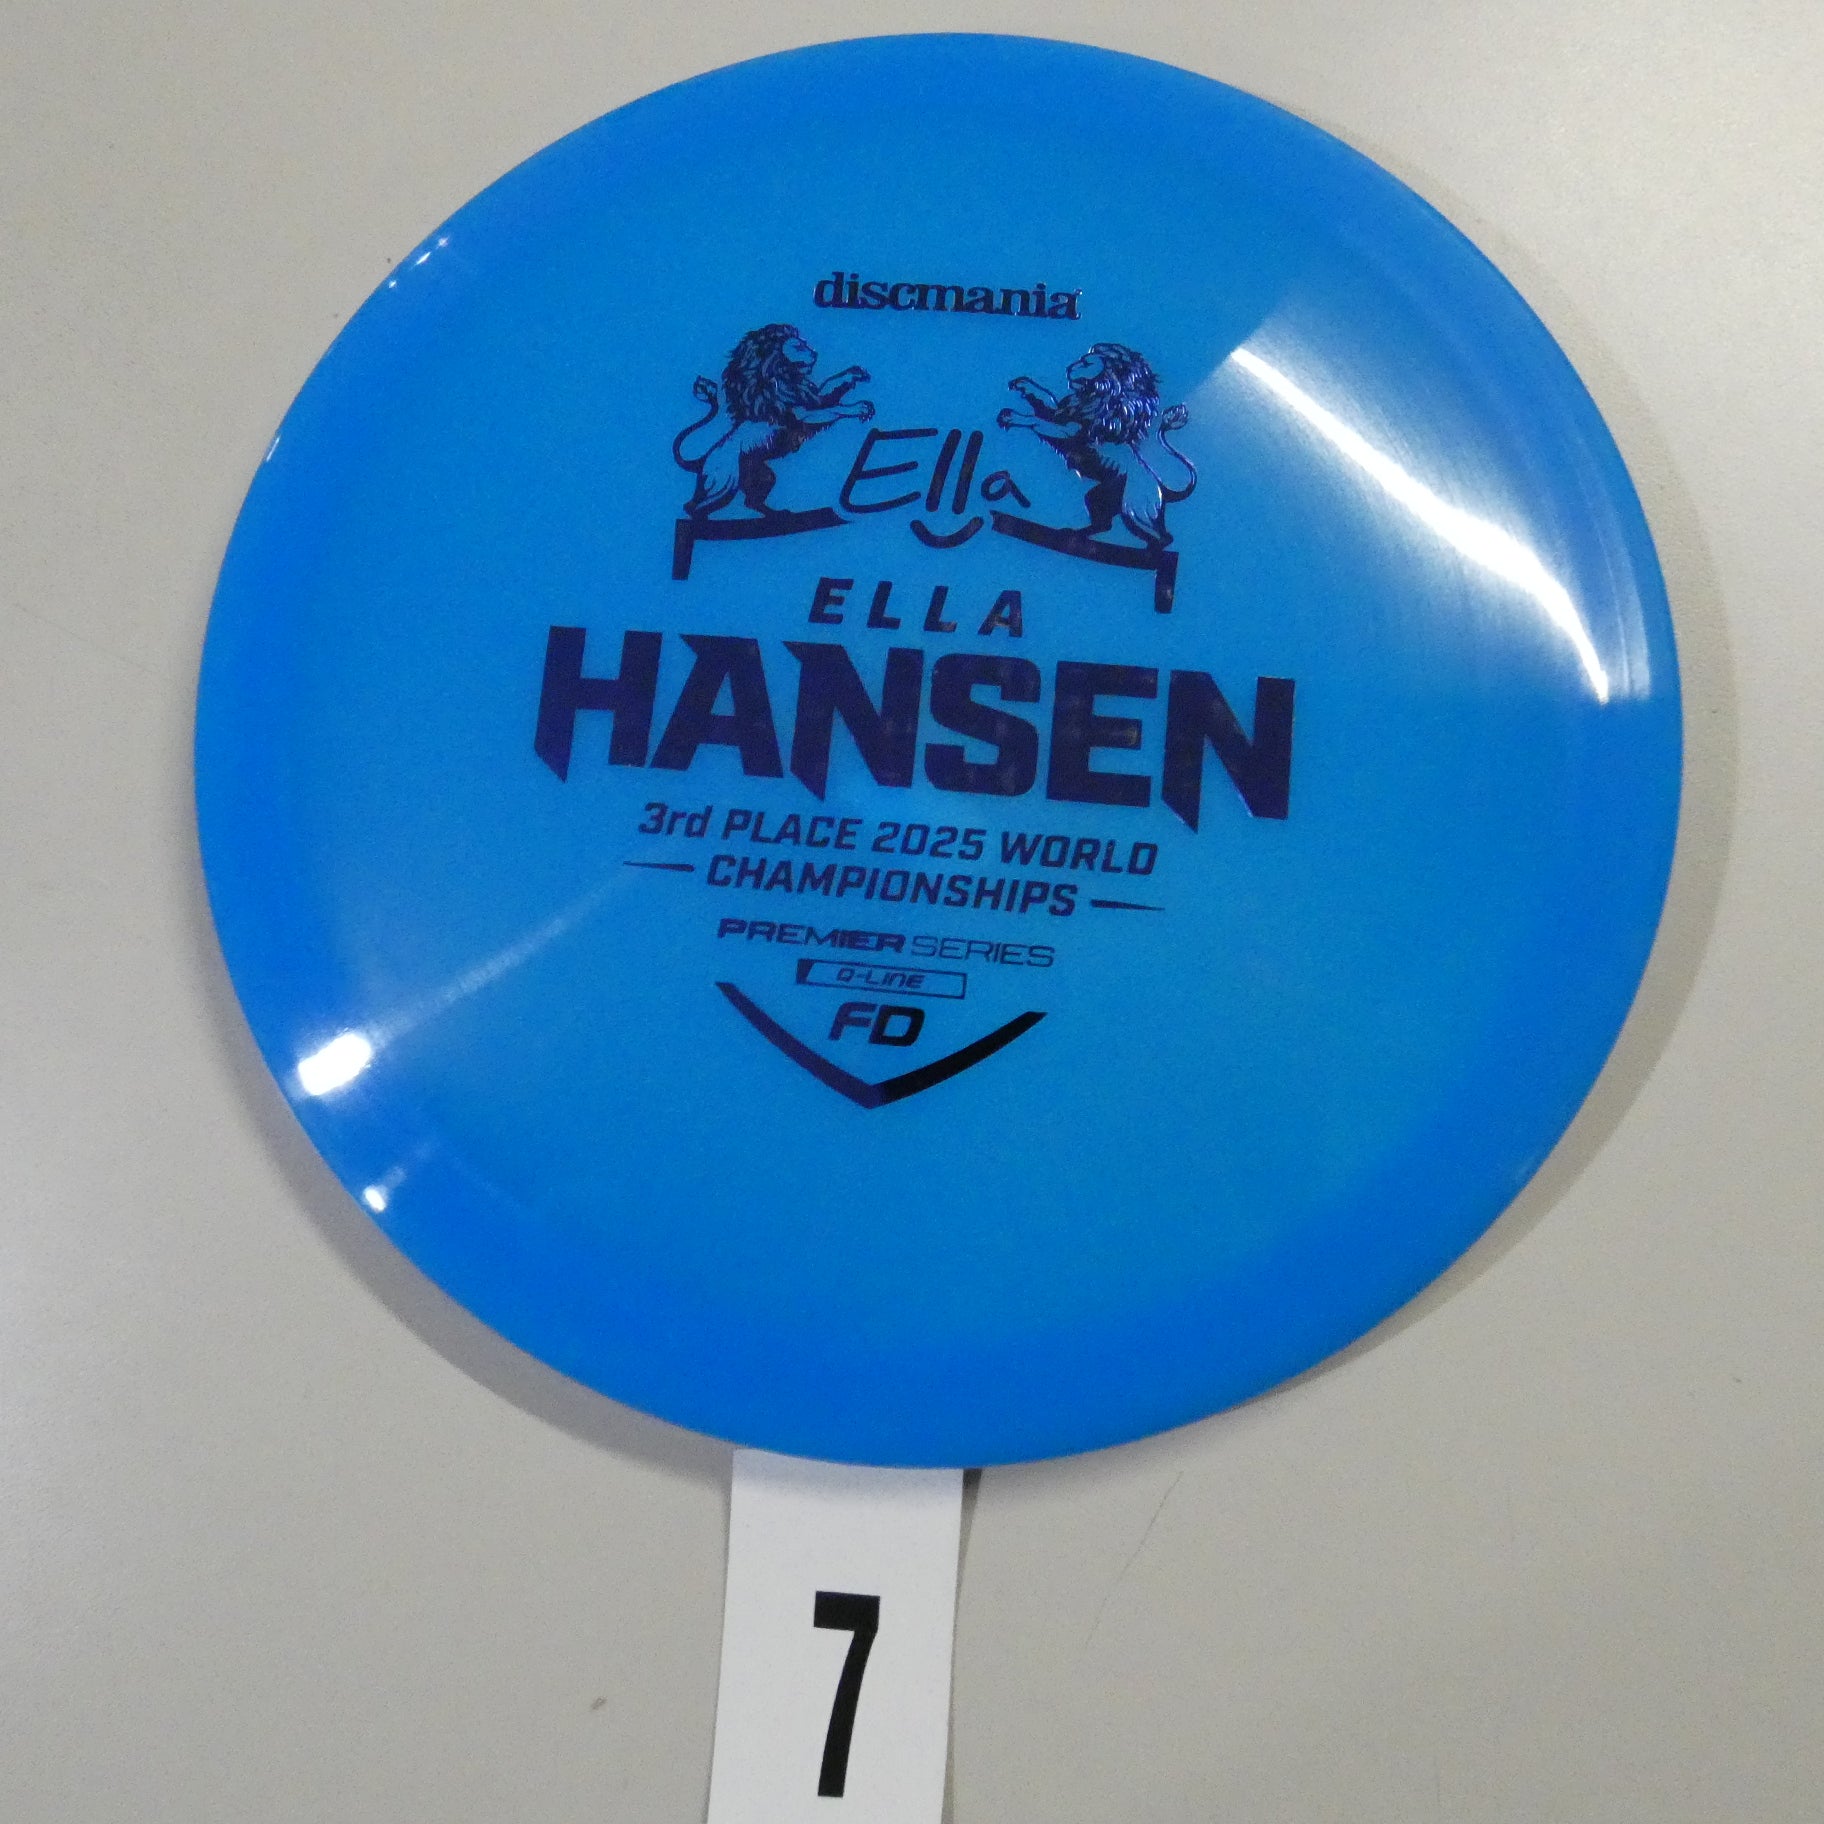 discmania
Ella
ELLA
HANSEN
3rd PLACE 2025 WORLD
CHAMPIONSHIPS
PREMIER SERIES
Q-LINE
FD
7